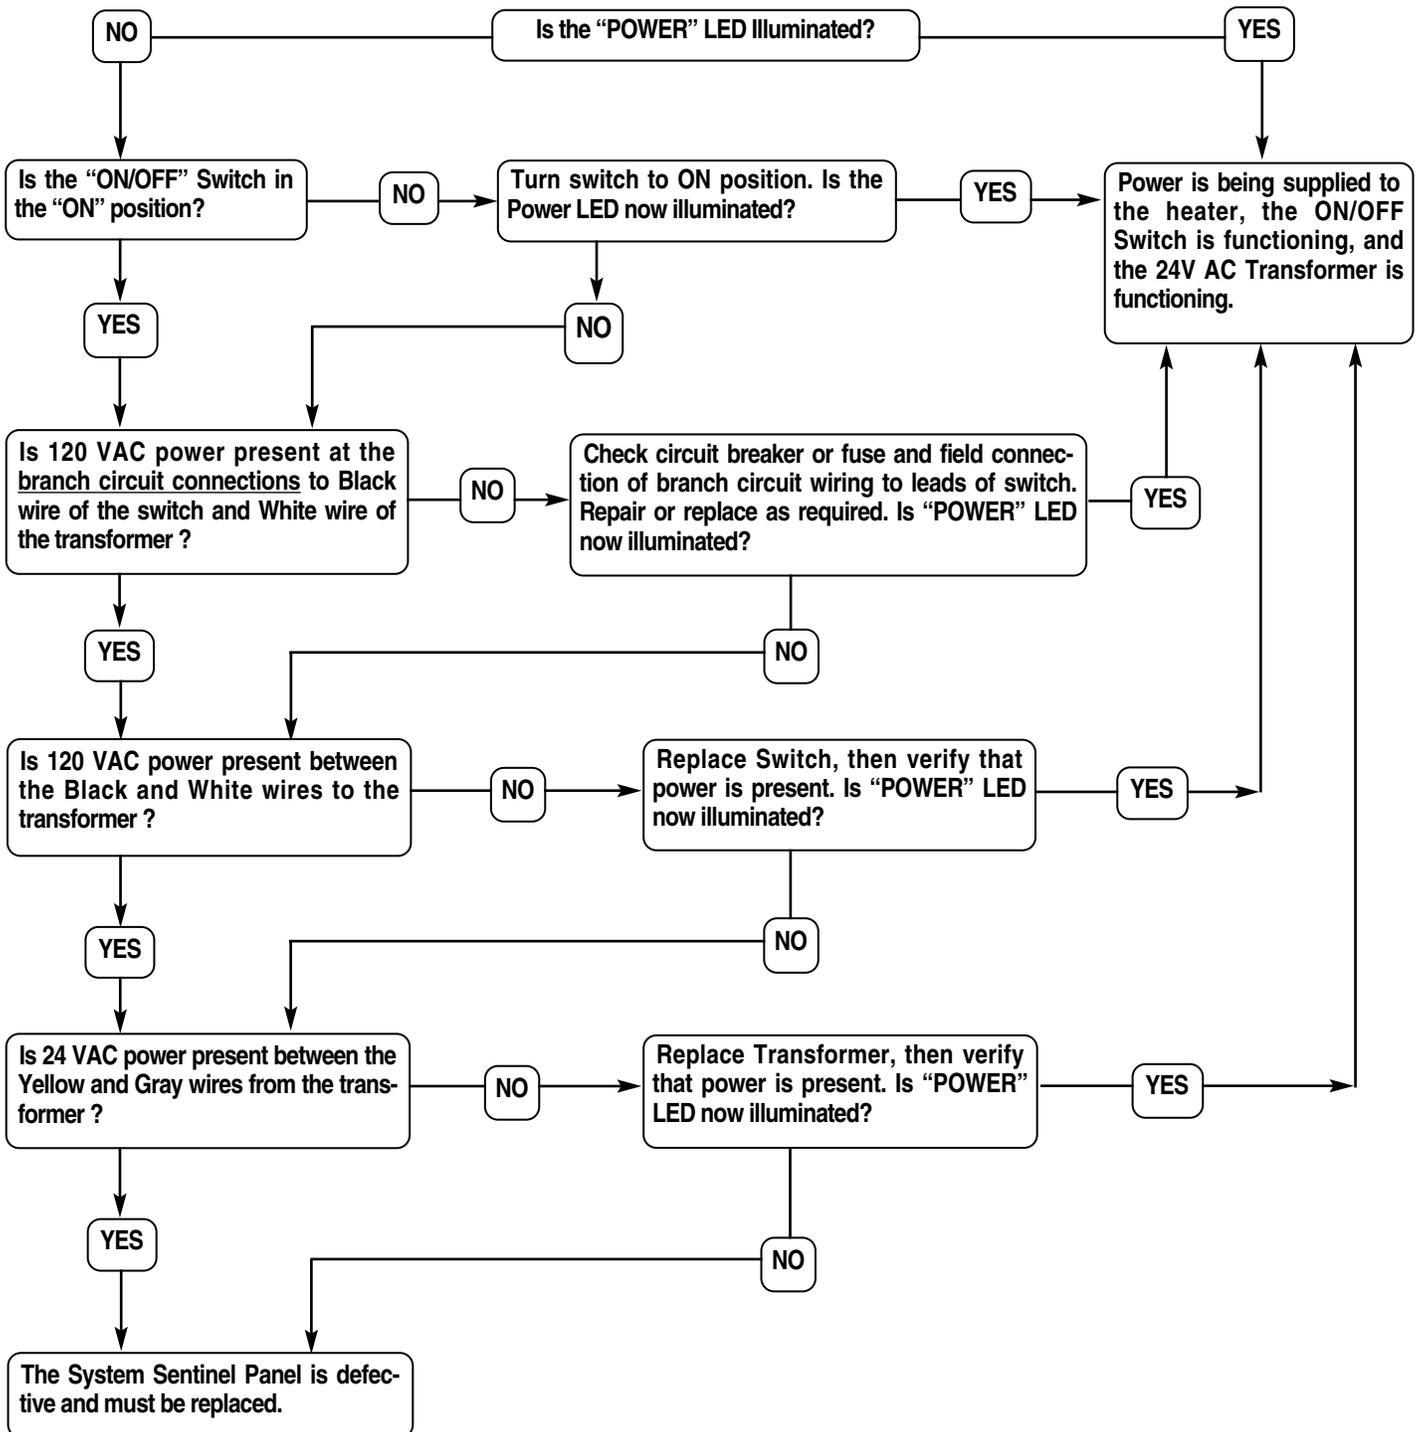 NO
Is the “POWER” LED Illuminated?
YES
Is the “ON/OFF” Switch in
the “ON” position?
NO
Turn switch to ON position. Is the
Power LED now illuminated?
YES
Power is being supplied to
the heater, the ON/OFF
Switch is functioning, and
the 24V AC Transformer is
functioning.
YES
NO
Is 120 VAC power present at the
branch circuit connections to Black
wire of the switch and White wire of
the transformer ?
NO
Check circuit breaker or fuse and field connec-
tion of branch circuit wiring to leads of switch.
Repair or replace as required. Is “POWER” LED
now illuminated?
YES
YES
NO
Is 120 VAC power present between
the Black and White wires to the
transformer ?
NO
Replace Switch, then verify that
power is present. Is “POWER” LED
now illuminated?
YES
YES
NO
Is 24 VAC power present between the
Yellow and Gray wires from the trans-
former ?
NO
Replace Transformer, then verify
that power is present. Is “POWER”
LED now illuminated?
YES
YES
NO
The System Sentinel Panel is defec-
tive and must be replaced.